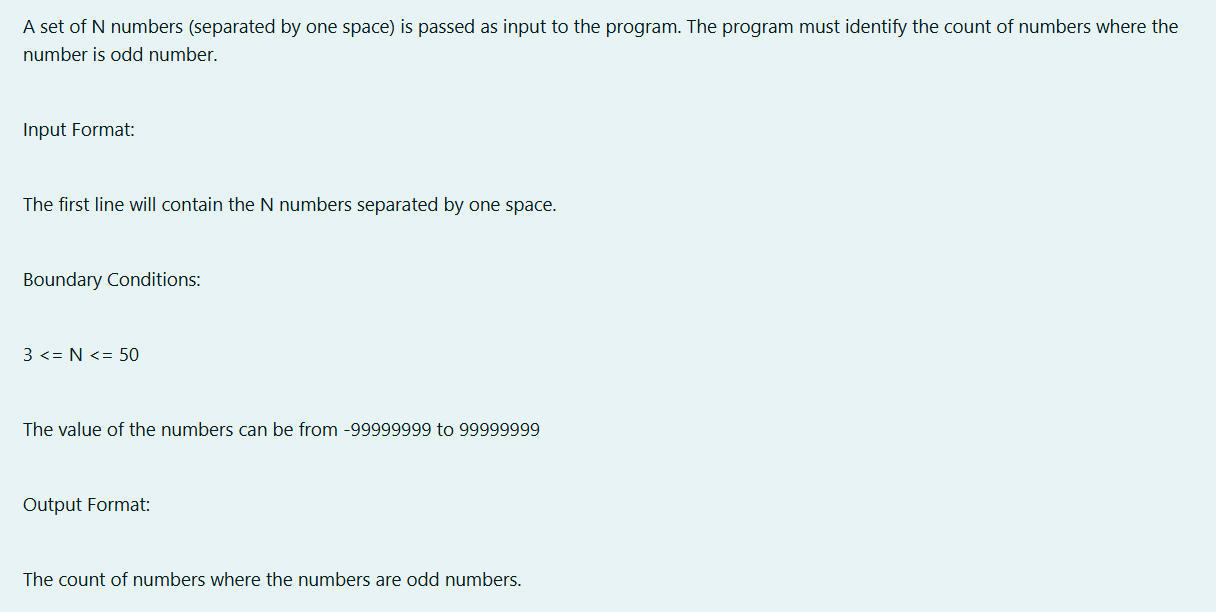 A set of N numbers (separated by one space) is passed as input to the program. The program must identify the count of numbers where the
number is odd number.
Input Format:
The first line will contain the N numbers separated by one space.
Boundary Conditions:
3 <= N <= 50
The value of the numbers can be from -99999999 to 99999999
Output Format:
The count of numbers where the numbers are odd numbers.